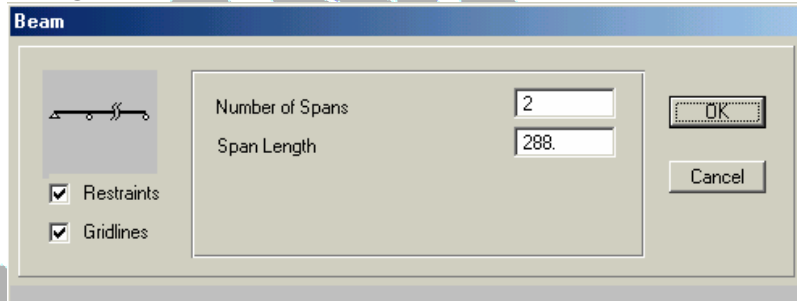 Beam
Number of Spans 2
Span Length 288.
Restraints
Gridlines
OK
Cancel